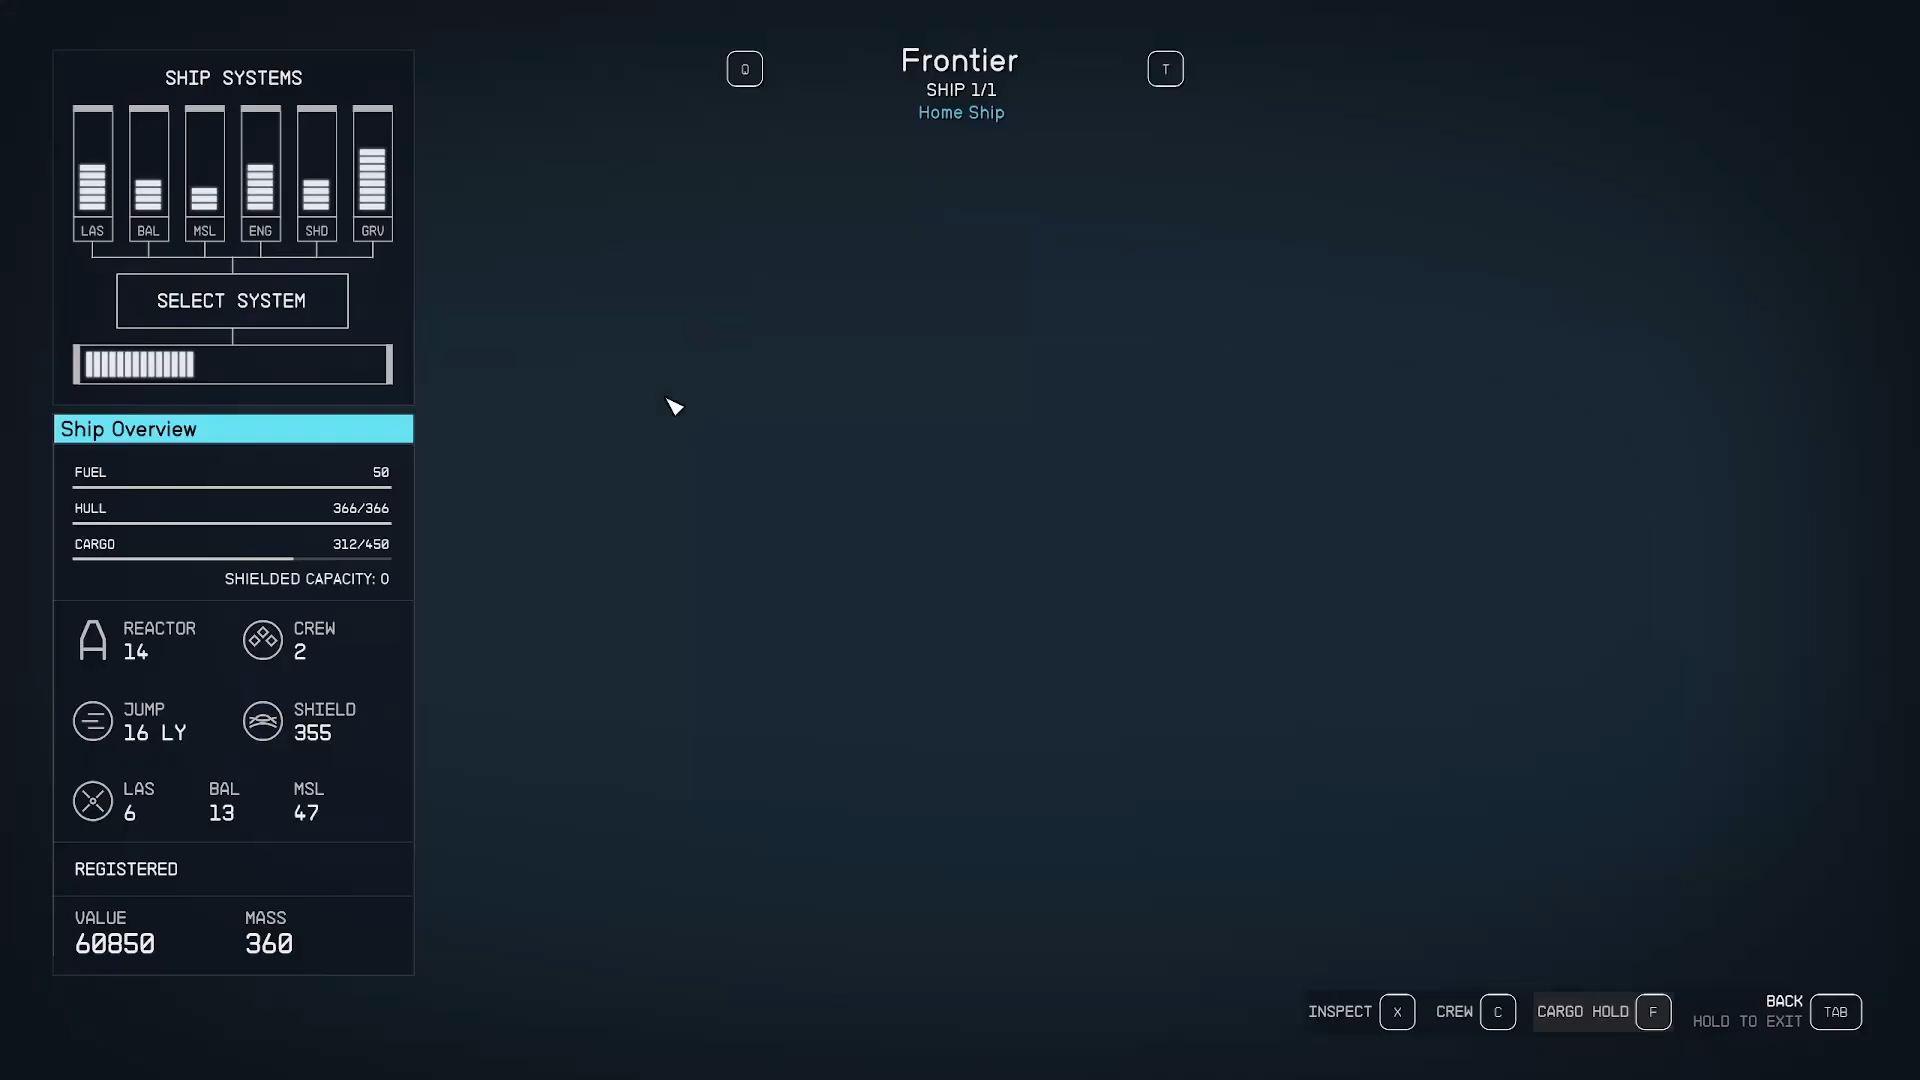 SHIP SYSTEMS
LAS BAL MSL ENG SHD GRV
SELECT SYSTEM
Q
Frontier
T
SHIP 1/1
Home Ship
Ship Overview
FUEL 50
HULL 366/366
CARGO 312/450
SHIELDED CAPACITY: 0
REACTOR CREW
14 2
JUMP SHIELD
16 LY 355
LAS BAL MSL
6 13 47
REGISTERED
VALUE MASS
60850 360
INSPECT X CREW C CARGO HOLD F BACK TAB
HOLD TO EXIT